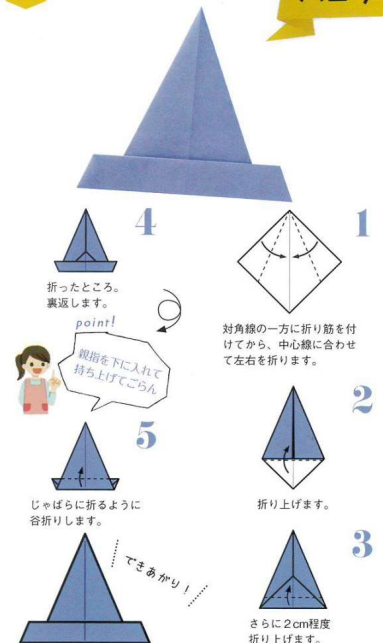 1
対角線の一方に折り筋を付
けてから、中心線に合わせ
て左右を折ります。
2
折り上げます。
3
さらに2cm程度
折り上げます。
4
折ったところ。
裏返します。
point!
親指を下に入れて
持ち上げてごらん
5
じゃばらに折るように
谷折りします。
できあがり!